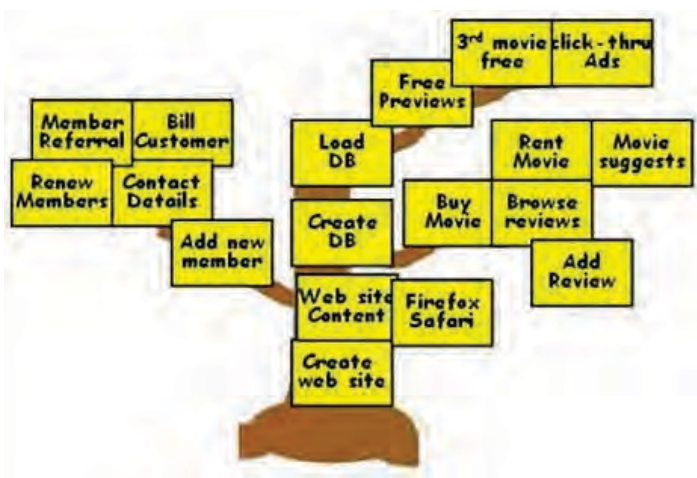 3rd movie
free
click-thru
Ads
Free
Previews
Member
Referral
Bill
Customer
Load
DB
Rent
Movie
Movie
suggests
Renew
Members
Contact
Details
Buy
Movie
Browse
reviews
Create
DB
Add new
member
Add
Review
Web site
Content
Firefox
Safari
Create
web site